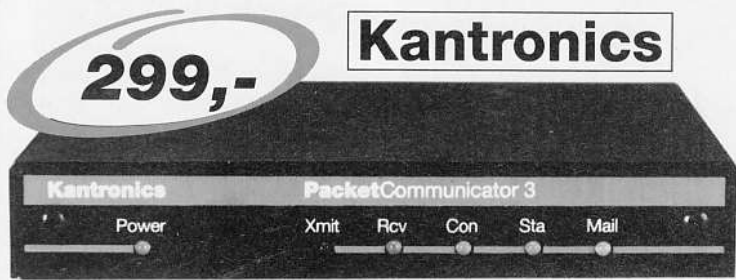 299,-
Kantronics
Kantronics PacketCommunicator 3
Power Xmit Rcv Con Sta Mail